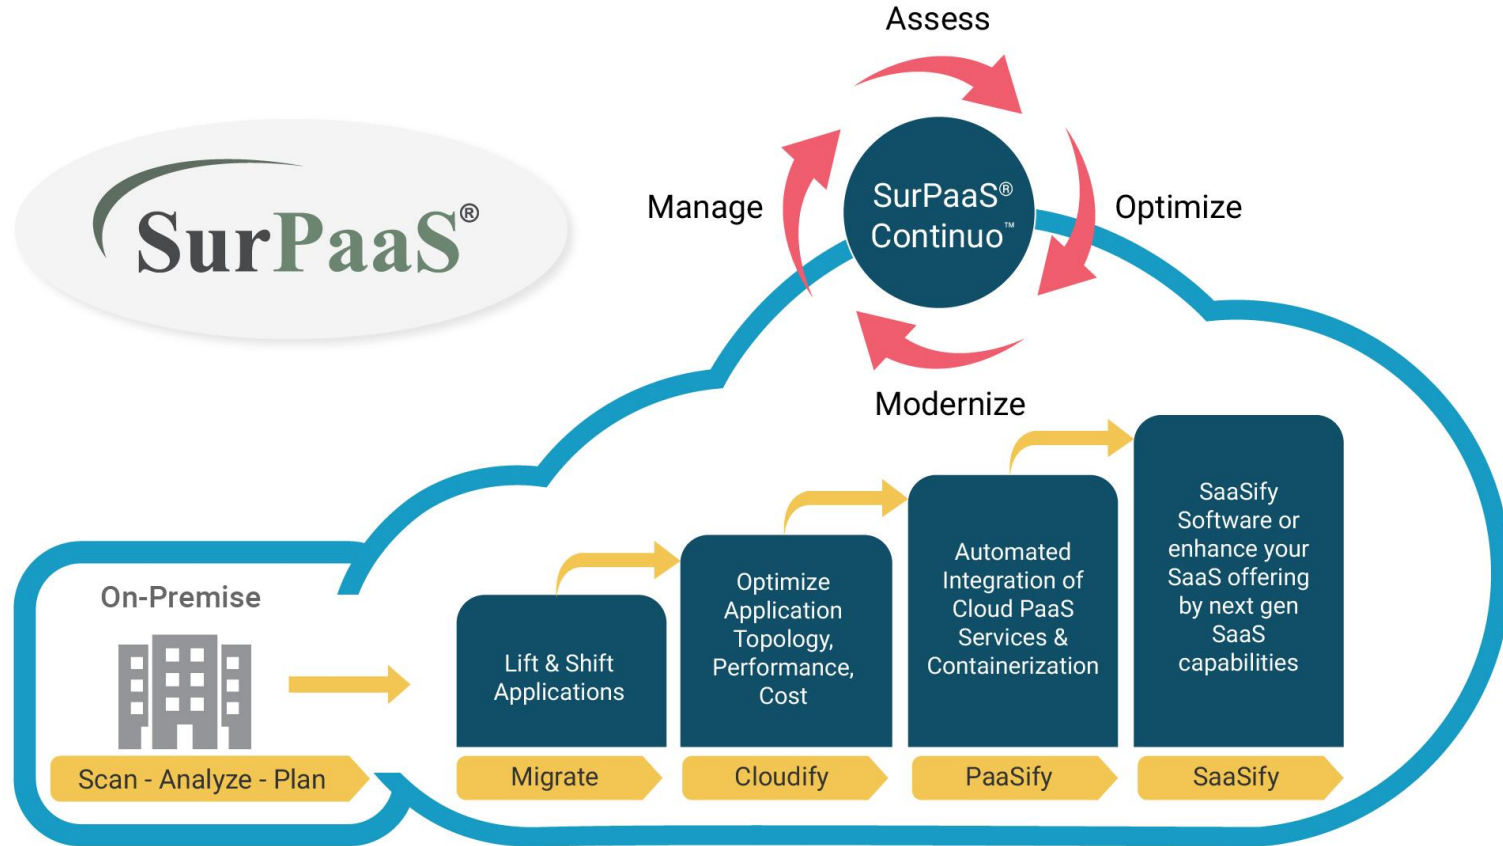 Assess
SurPaaS®
SurPaaS®
Continuo™
Manage
Optimize
Modernize
On-Premise
Scan - Analyze - Plan
Lift & Shift
Applications
Migrate
Optimize
Application
Topology,
Performance,
Cost
Cloudify
Automated
Integration of
Cloud PaaS
Services &
Containerization
PaaSify
SaaSify
Software or
enhance your
SaaS offering
by next gen
SaaS
capabilities
SaaSify